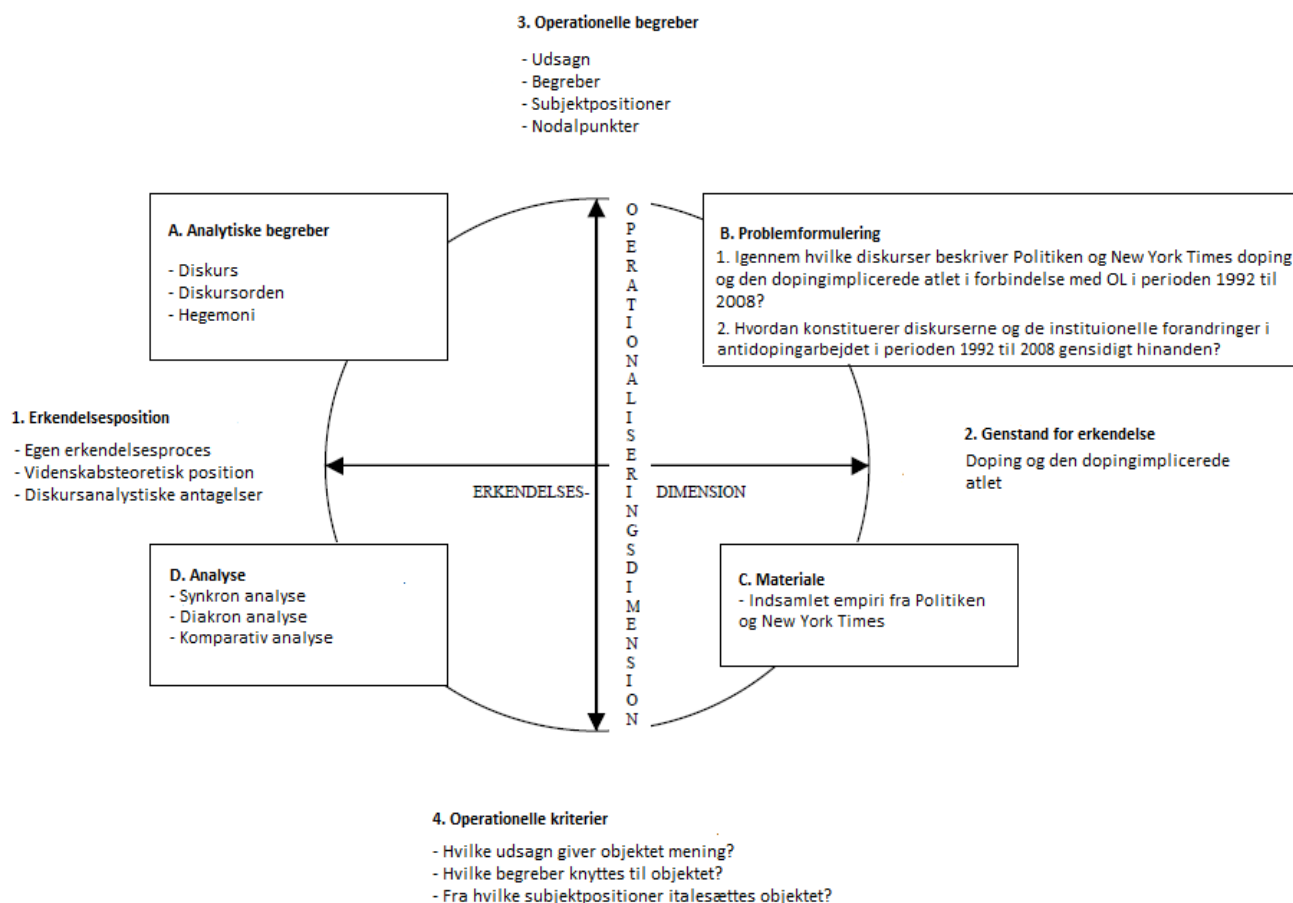 3. Operationelle begreber
- Udsagn
- Begreber
- Subjektpositioner
- Nodalpunkter
A. Analytiske begreber
- Diskurs
- Diskursorden
- Hegemoni
B. Problemformulering
1. Igennem hvilke diskurser beskriver Politiken og New York Times doping
og den dopingimplicerede atlet i forbindelse med OL i perioden 1992 til
2008?
2. Hvordan konstituerer diskurserne og de instituionelle forandringer i
antidopingarbejdet i perioden 1992 til 2008 gensidigt hinanden?
OPERATIONALISERINGSDIMENSION
1. Erkendelsesposition
- Egen erkendelsesproces
- Videnskabsteoretisk position
- Diskursanalystiske antagelser
ERKENDELSES- DIMENSION
2. Genstand for erkendelse
Doping og den dopingimplicerede
atlet
D. Analyse
- Synkron analyse
- Diakron analyse
- Komparativ analyse
C. Materiale
- Indsamlet empiri fra Politiken
og New York Times
4. Operationelle kriterier
- Hvilke udsagn giver objektet mening?
- Hvilke begreber knyttes til objektet?
- Fra hvilke subjektpositioner italesættes objektet?